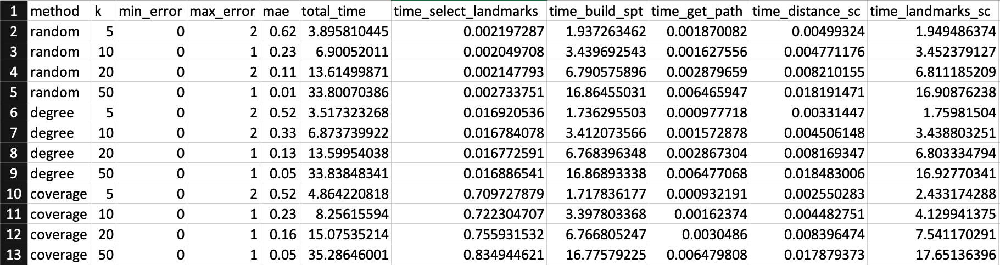 1 method k min_error max_error mae total_time time_select_landmarks time_build_spt time_get_path time_distance_sc time_landmarks_sc
2 random 5 0 2 0.62 3.895810445 0.002197287 1.937263462 0.001870082 0.00499324 1.949486374
3 random 10 0 1 0.23 6.90052011 0.002049708 3.439692543 0.001627556 0.004771176 3.452379127
4 random 20 0 2 0.11 13.61499871 0.002147793 6.790575896 0.002879659 0.008210155 6.811185209
5 random 50 0 1 0.01 33.80070386 0.002733751 16.86455031 0.006465947 0.018191471 16.90876238
6 degree 5 0 2 0.52 3.517323268 0.016920536 1.736295503 0.000977718 0.00331447 1.75981504
7 degree 10 0 2 0.33 6.873739922 0.016784078 3.412073566 0.001572878 0.004506148 3.438803251
8 degree 20 0 1 0.13 13.59954038 0.016772591 6.768396348 0.002867304 0.008169347 6.803334794
9 degree 50 0 1 0.05 33.83848341 0.016886541 16.86893338 0.006477068 0.018483006 16.92770341
10 coverage 5 0 2 0.52 4.864220818 0.709727879 1.717836177 0.000932191 0.002550283 2.433174288
11 coverage 10 0 1 0.23 8.25615594 0.722304707 3.397803368 0.00162374 0.004482751 4.129941375
12 coverage 20 0 1 0.16 15.07535214 0.755931532 6.766805247 0.0030486 0.008396474 7.541170291
13 coverage 50 0 1 0.05 35.28646001 0.834944621 16.77579225 0.006479808 0.017879373 17.65136396